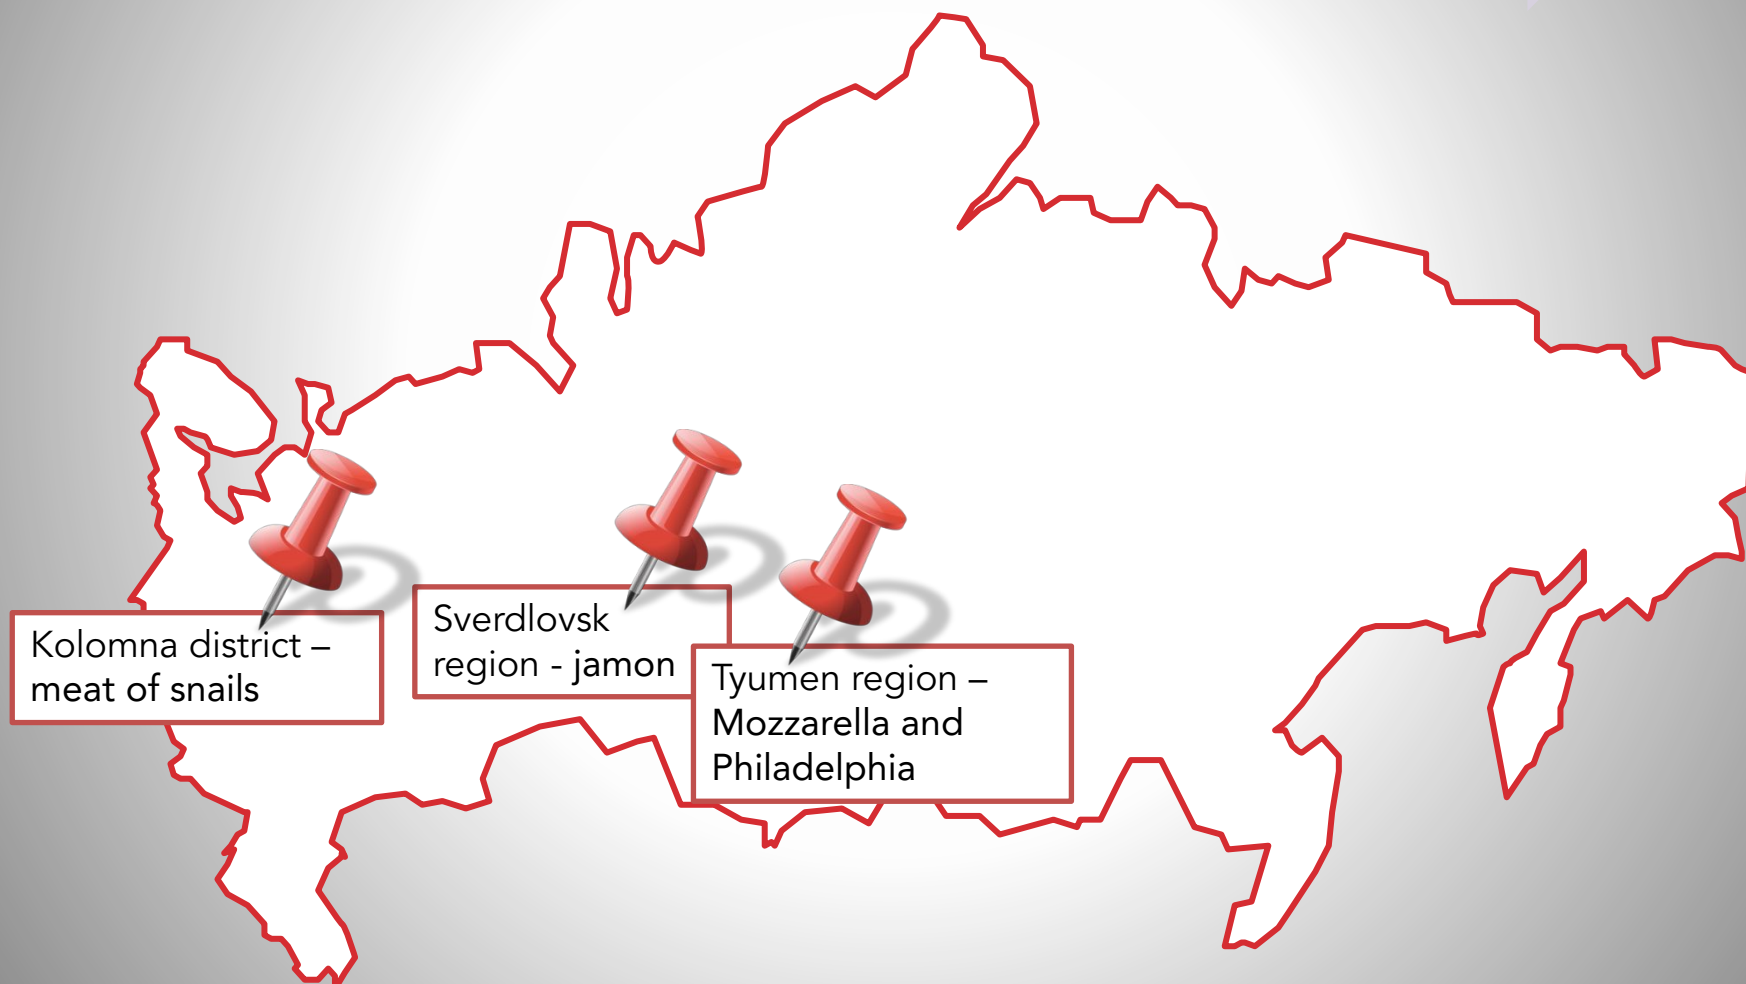 Kolomna district –
meat of snails
Sverdlovsk
region - jamon
Tyumen region –
Mozzarella and
Philadelphia